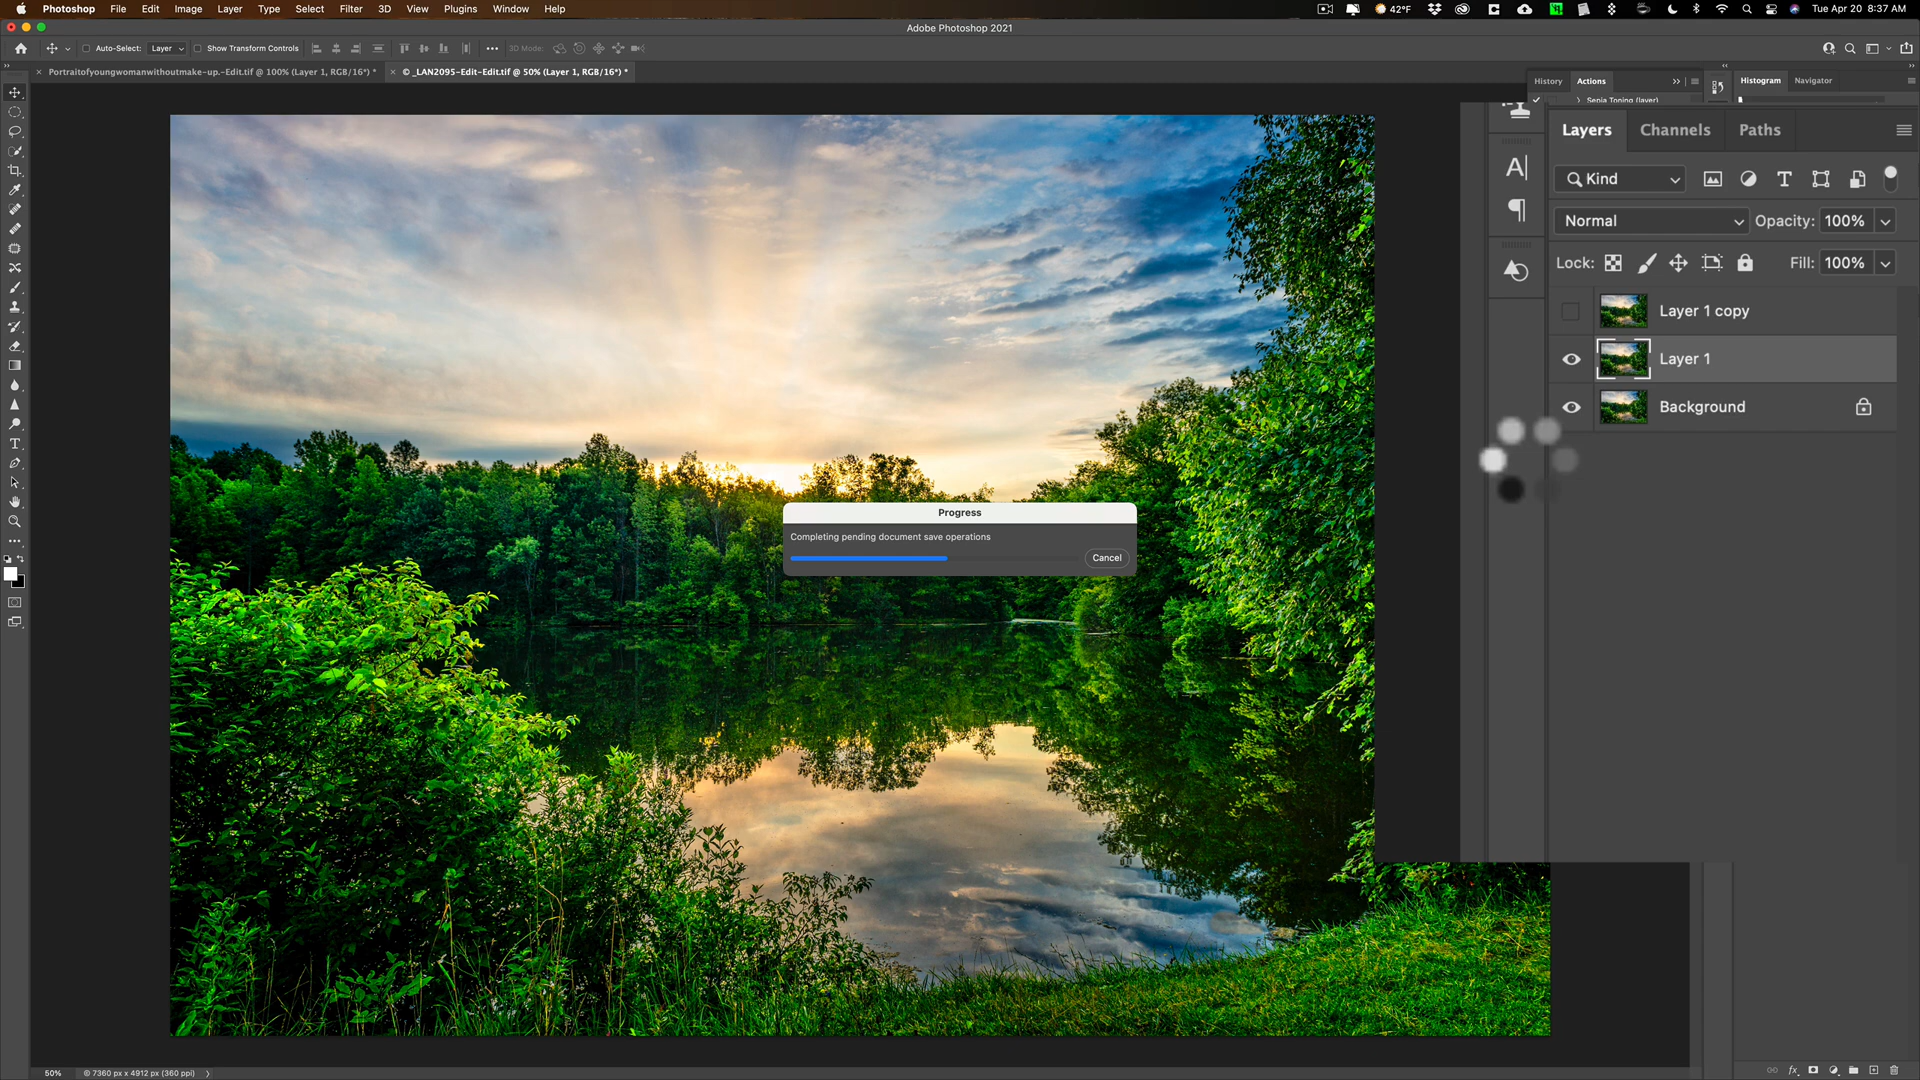 Photoshop File Edit Image Layer Type Select Filter 3D View Plugins Window Help 42°F Tue Apr 20 8:37 AM
Adobe Photoshop 2021
Auto-Select: Layer Show Transform Controls 3D Mode:
Portraitofyoungwomanwithoutmake-up.-Edit.tif @ 100% (Layer 1, RGB/16*) *
© _LAN2095-Edit-Edit.tif @ 50% (Layer 1, RGB/16*) *
History Actions Histogram Navigator
Sepia Toning (layer)
Layers Channels Paths
Kind
Normal Opacity: 100%
Lock: Fill: 100%
Layer 1 copy
Layer 1
Background
Progress
Completing pending document save operations
Cancel
50% 7360 px x 4912 px (360 ppi)